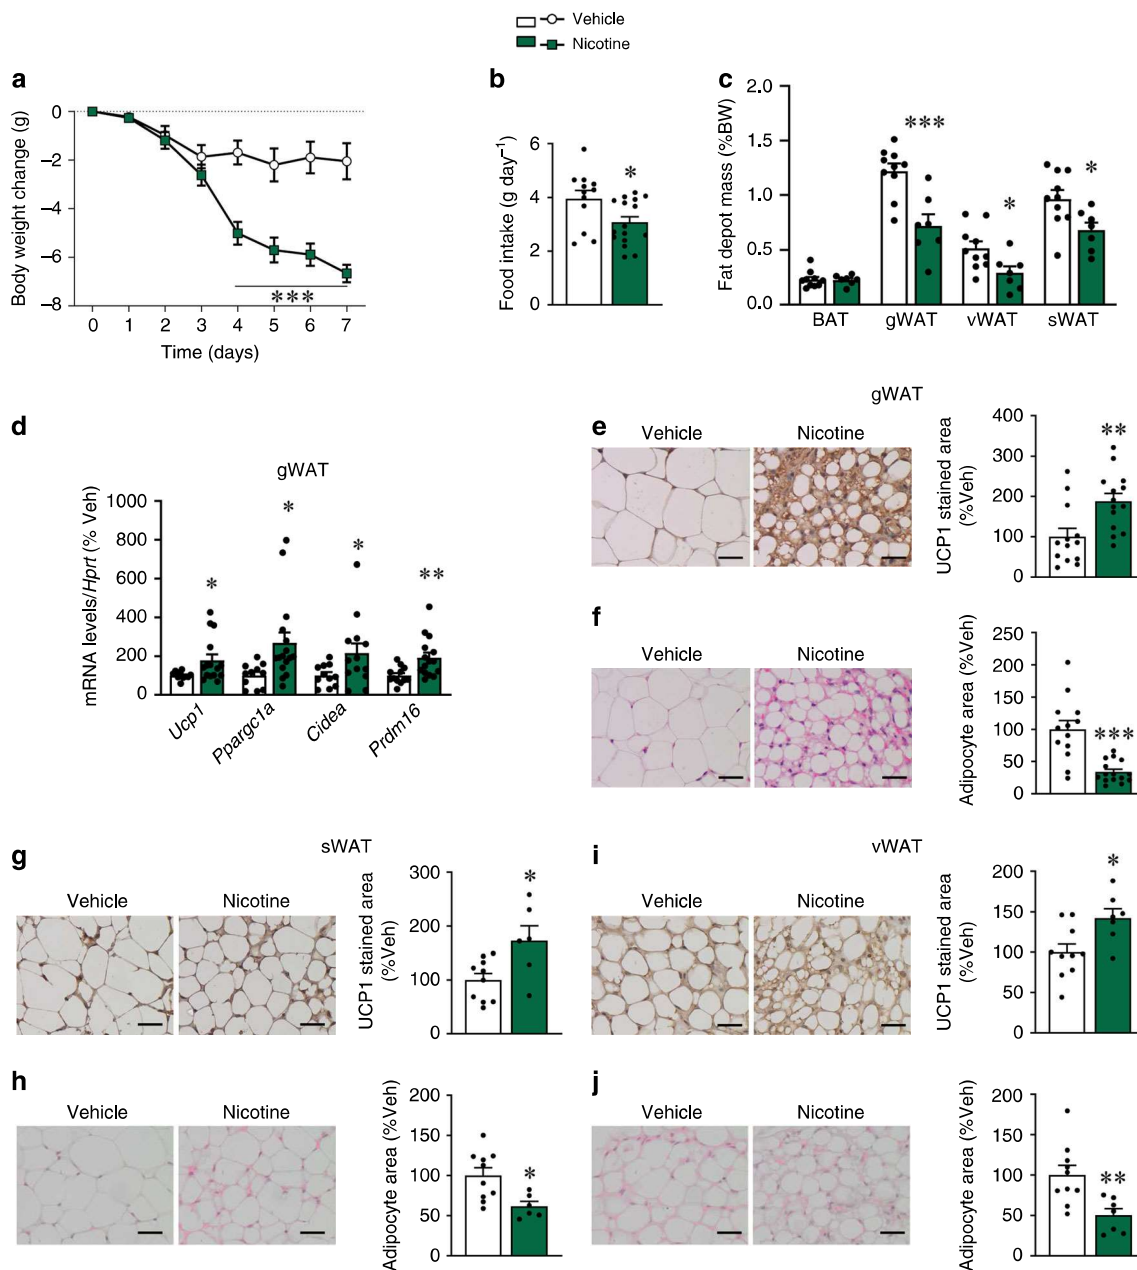 Vehicle
Nicotine
a
Body weight change (g)
0
−2
−4
−6
−8
***
0 1 2 3 4 5 6 7
Time (days)
b
Food intake (g day⁻¹)
6
4
2
0
*
c
Fat depot mass (%BW)
2.0
1.5
1.0
0.5
0.0
***
*
*
BAT gWAT vWAT sWAT
d
gWAT
mRNA levels/Hprt (% Veh)
1000
800
600
400
200
0
*
*
*
**
Ucp1 Ppargc1a Cidea Prdm16
gWAT
e
Vehicle Nicotine
UCP1 stained area
(%Veh)
400
300
200
100
0
**
f
Vehicle Nicotine
Adipocyte area (%Veh)
250
200
150
100
50
0
***
sWAT
g
Vehicle Nicotine
UCP1 stained area
(%Veh)
300
200
100
0
*
h
Vehicle Nicotine
Adipocyte area (%Veh)
200
150
100
50
0
*
vWAT
i
Vehicle Nicotine
UCP1 stained area
(%Veh)
200
150
100
50
0
*
j
Vehicle Nicotine
Adipocyte area (%Veh)
200
150
100
50
0
**